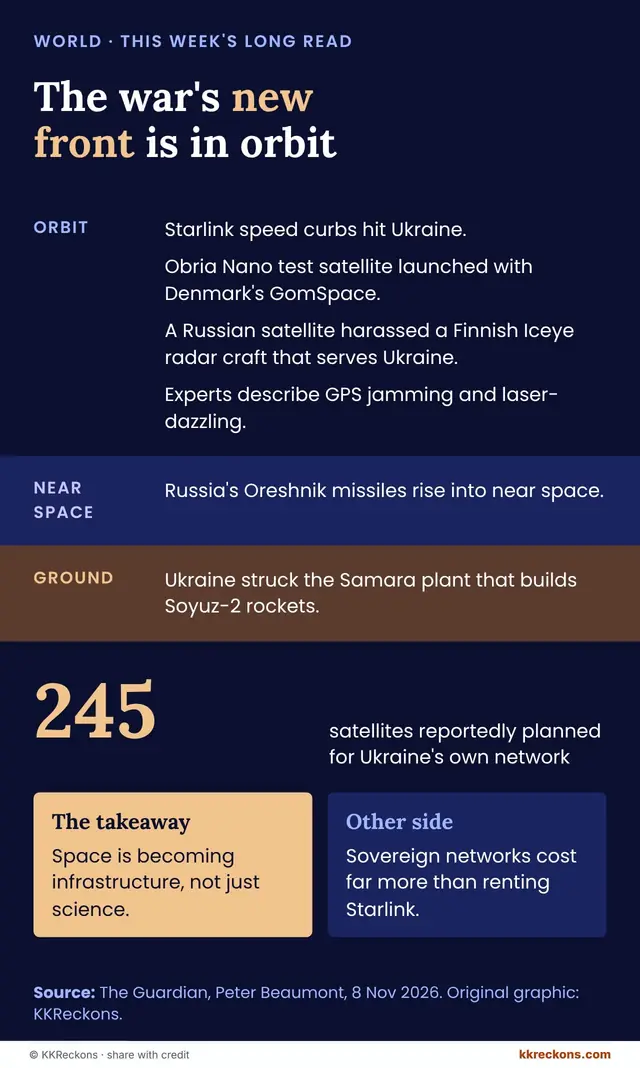 WORLD · THIS WEEK'S LONG READ
The war's new
front is in orbit
ORBIT
Starlink speed curbs hit Ukraine.
Obria Nano test satellite launched with
Denmark's GomSpace.
A Russian satellite harassed a Finnish Iceye
radar craft that serves Ukraine.
Experts describe GPS jamming and laser-
dazzling.
NEAR
SPACE
Russia's Oreshnik missiles rise into near space.
GROUND
Ukraine struck the Samara plant that builds
Soyuz-2 rockets.
245
satellites reportedly planned
for Ukraine's own network
The takeaway
Space is becoming
infrastructure, not just
science.
Other side
Sovereign networks cost
far more than renting
Starlink.
Source: The Guardian, Peter Beaumont, 8 Nov 2026. Original graphic:
KKReckons.
© KKReckons · share with credit
kkreckons.com